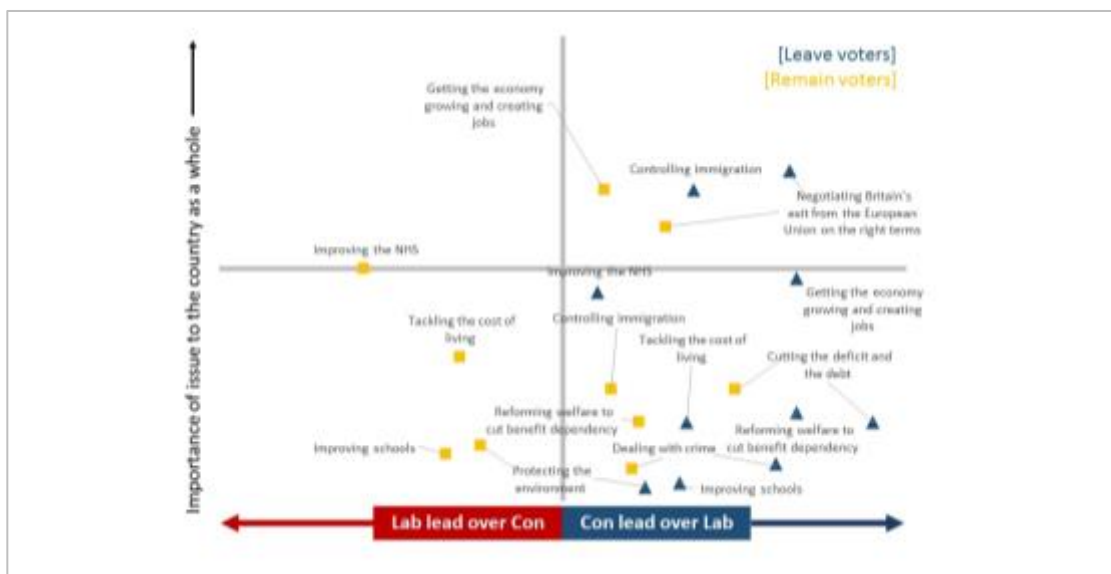 [Leave voters]
[Remain voters]
Importance of issue to the country as a whole
Getting the economy
growing and creating
jobs
Controlling immigration
Negotiating Britain's
exit from the European
Union on the right terms
Improving the NHS
Improving the NHS
Getting the economy
growing and creating
jobs
Controlling immigration
Tackling the cost of
living
Tackling the cost of
living
Cutting the deficit and
the debt
Reforming welfare to
cut benefit dependency
Reforming welfare to
cut benefit dependency
Improving schools
Dealing with crime
Protecting the
environment
Improving schools
Lab lead over Con
Con lead over Lab